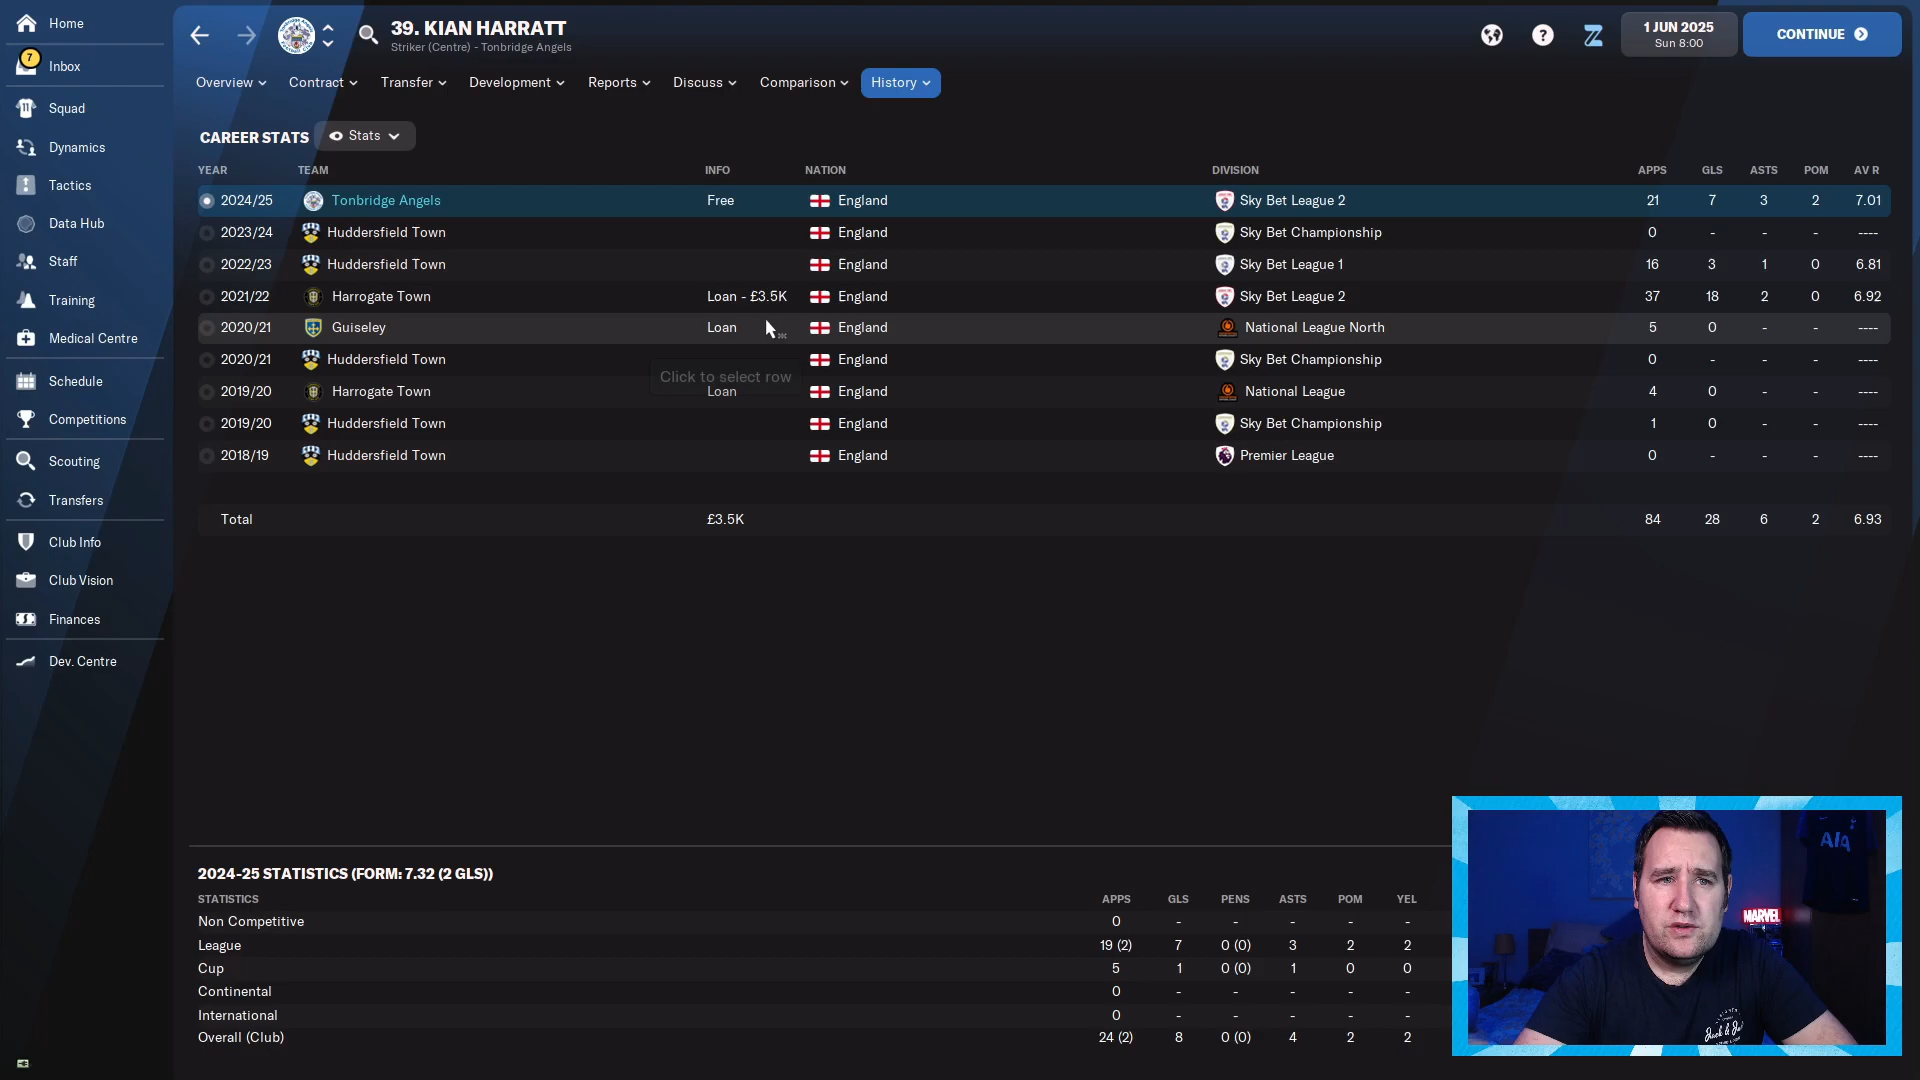 Home
7
Inbox
Squad
Dynamics
Tactics
Data Hub
Staff
Training
Medical Centre
Schedule
Competitions
Scouting
Transfers
Club Info
Club Vision
Finances
Dev. Centre
39. KIAN HARRATT
Striker (Centre) - Tonbridge Angels
1 JUN 2025
Sun 8:00
CONTINUE
Overview Contract Transfer Development Reports Discuss Comparison History
CAREER STATS Stats
YEAR TEAM INFO NATION DIVISION APPS GLS ASTS POM AV R
2024/25 Tonbridge Angels Free England Sky Bet League 2 21 7 3 2 7.01
2023/24 Huddersfield Town England Sky Bet Championship 0 - - - ----
2022/23 Huddersfield Town England Sky Bet League 1 16 3 1 0 6.81
2021/22 Harrogate Town Loan - £3.5K England Sky Bet League 2 37 18 2 0 6.92
2020/21 Guiseley Loan England National League North 5 0 - - ----
2020/21 Huddersfield Town England Sky Bet Championship 0 - - - ----
Click to select row
2019/20 Harrogate Town Loan England National League 4 0 - - ----
2019/20 Huddersfield Town England Sky Bet Championship 1 0 - - ----
2018/19 Huddersfield Town England Premier League 0 - - - ----
Total £3.5K 84 28 6 2 6.93
2024-25 STATISTICS (FORM: 7.32 (2 GLS))
STATISTICS APPS GLS PENS ASTS POM YEL
Non Competitive 0 - - - - -
League 19 (2) 7 0 (0) 3 2 2
Cup 5 1 0 (0) 1 0 0
Continental 0 - - - - -
International 0 - - - - -
Overall (Club) 24 (2) 8 0 (0) 4 2 2
AIA
MARVEL